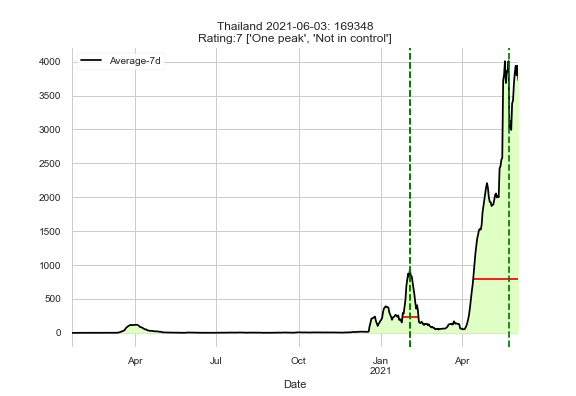 Thailand 2021-06-03: 169348
Rating:7 ['One peak', 'Not in control']
Average-7d
4000
3500
3000
2500
2000
1500
1000
500
0
Apr
Jul
Oct
Jan
2021
Apr
Date